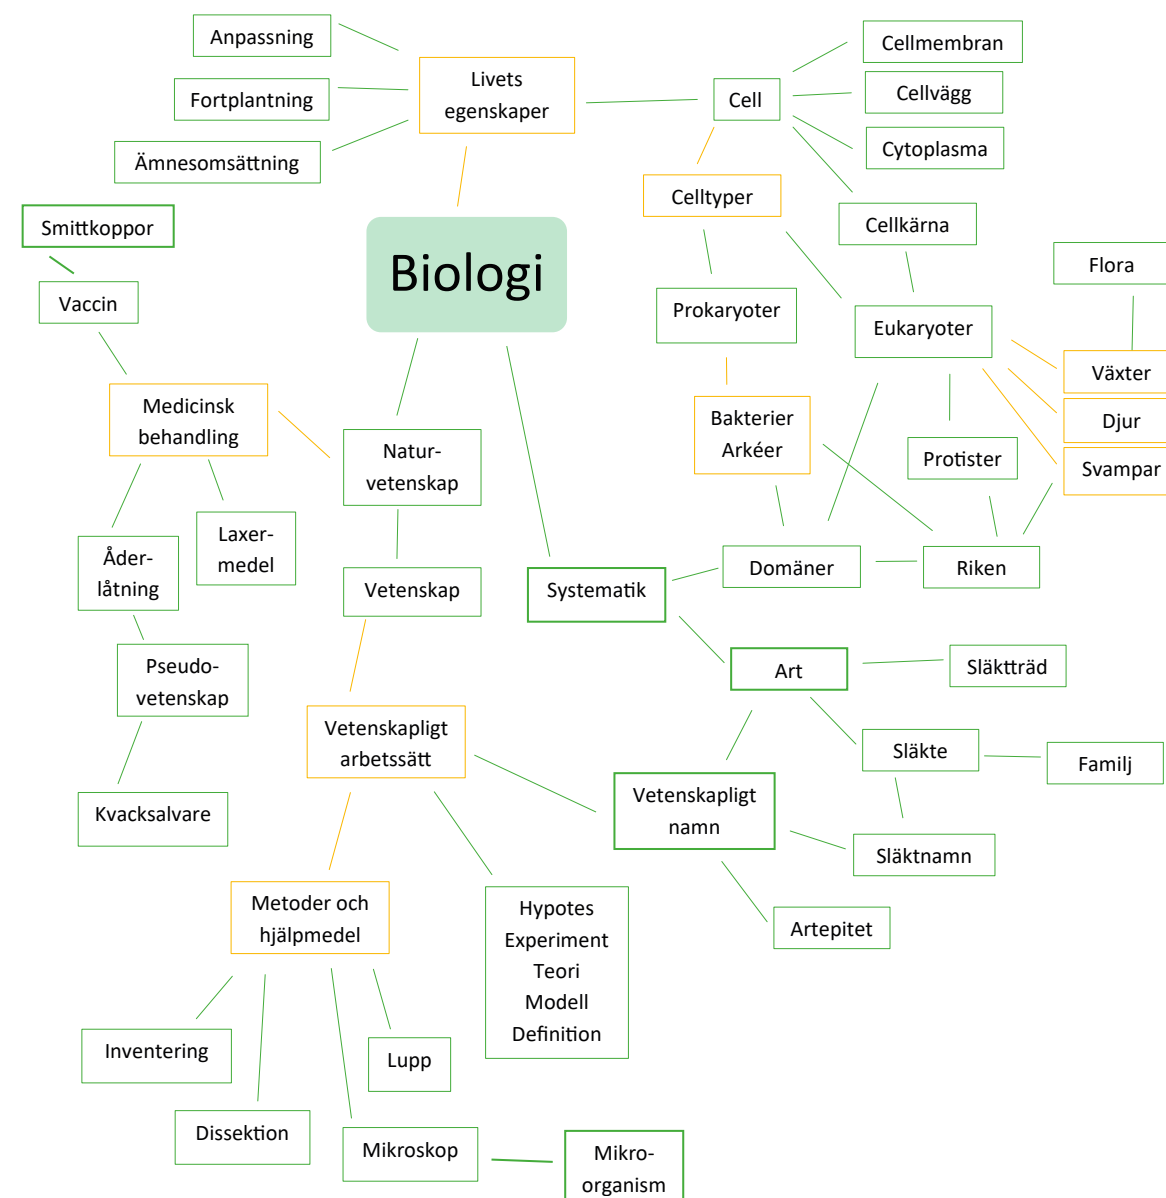 Anpassning
Livets
egenskaper
Cellmembran
Fortplantning
Cell
Cellvägg
Ämnesomsättning
Cytoplasma
Celltyper
Smittkoppor
Cellkärna
Biologi
Flora
Vaccin
Prokaryoter
Eukaryoter
Växter
Medicinsk
behandling
Bakterier
Arkéer
Djur
Natur-
vetenskap
Protister
Svampar
Laxer-
medel
Åder-
låtning
Vetenskap
Systematik
Domäner
Riken
Pseudo-
vetenskap
Art
Släktträd
Vetenskapligt
arbetssätt
Släkte
Familj
Kvacksalvare
Vetenskapligt
namn
Släktnamn
Metoder och
hjälpmedel
Hypotes
Experiment
Teori
Modell
Definition
Artepitet
Inventering
Lupp
Dissektion
Mikroskop
Mikro-
organism